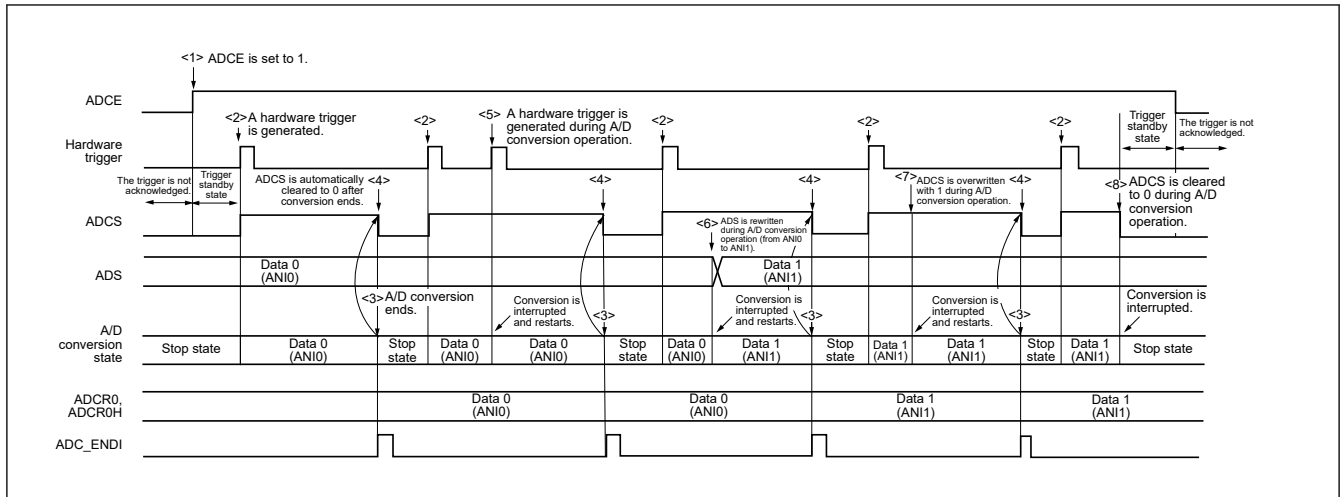 <1> ADCE is set to 1.
ADCE
<2> A hardware trigger
is generated.
<2>
<5> A hardware trigger is
generated during A/D
conversion operation.
<2>
<2>
<2>
Trigger
standby
state
The trigger is not
acknowledged.
Hardware
trigger
The trigger is not
acknowledged.
Trigger
standby
state
ADCS is automatically
cleared to 0 after
conversion ends.
<4>
<4>
<4>
<7> ADCS is overwritten
with 1 during A/D
conversion operation.
<4>
<8> ADCS is cleared
to 0 during A/D
conversion
operation.
ADCS
<6> ADS is rewritten
during A/D conversion
operation (from ANI0
to ANI1).
ADS
Data 0
(ANI0)
Data 1
(ANI1)
<3> A/D conversion
ends.
Conversion is
interrupted
and restarts.
<3>
Conversion is
interrupted
and restarts.
<3>
Conversion is
interrupted
and restarts.
<3>
Conversion is
interrupted.
A/D
conversion
state
Stop state
Data 0
(ANI0)
Stop
state
Data 0
(ANI0)
Data 0
(ANI0)
Stop
state
Data 0
(ANI0)
Data 1
(ANI1)
Stop
state
Data 1
(ANI1)
Data 1
(ANI1)
Stop
state
Data 1
(ANI1)
Stop state
ADCR0,
ADCR0H
Data 0
(ANI0)
Data 0
(ANI0)
Data 1
(ANI1)
Data 1
(ANI1)
ADC_ENDI